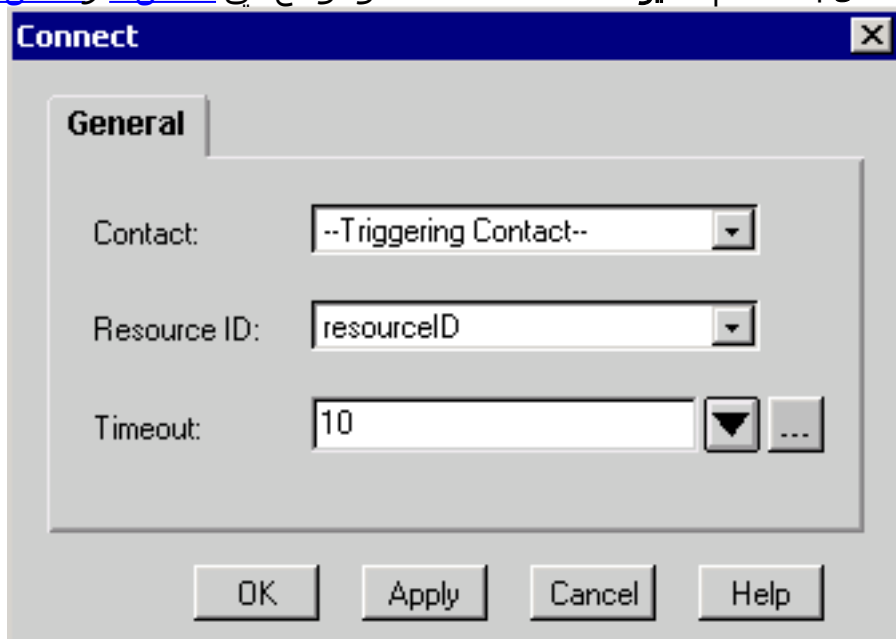 Connect
General
Contact: --Triggering Contact--
Resource ID: resourceID
Timeout: 10 ...
OK Apply Cancel Help